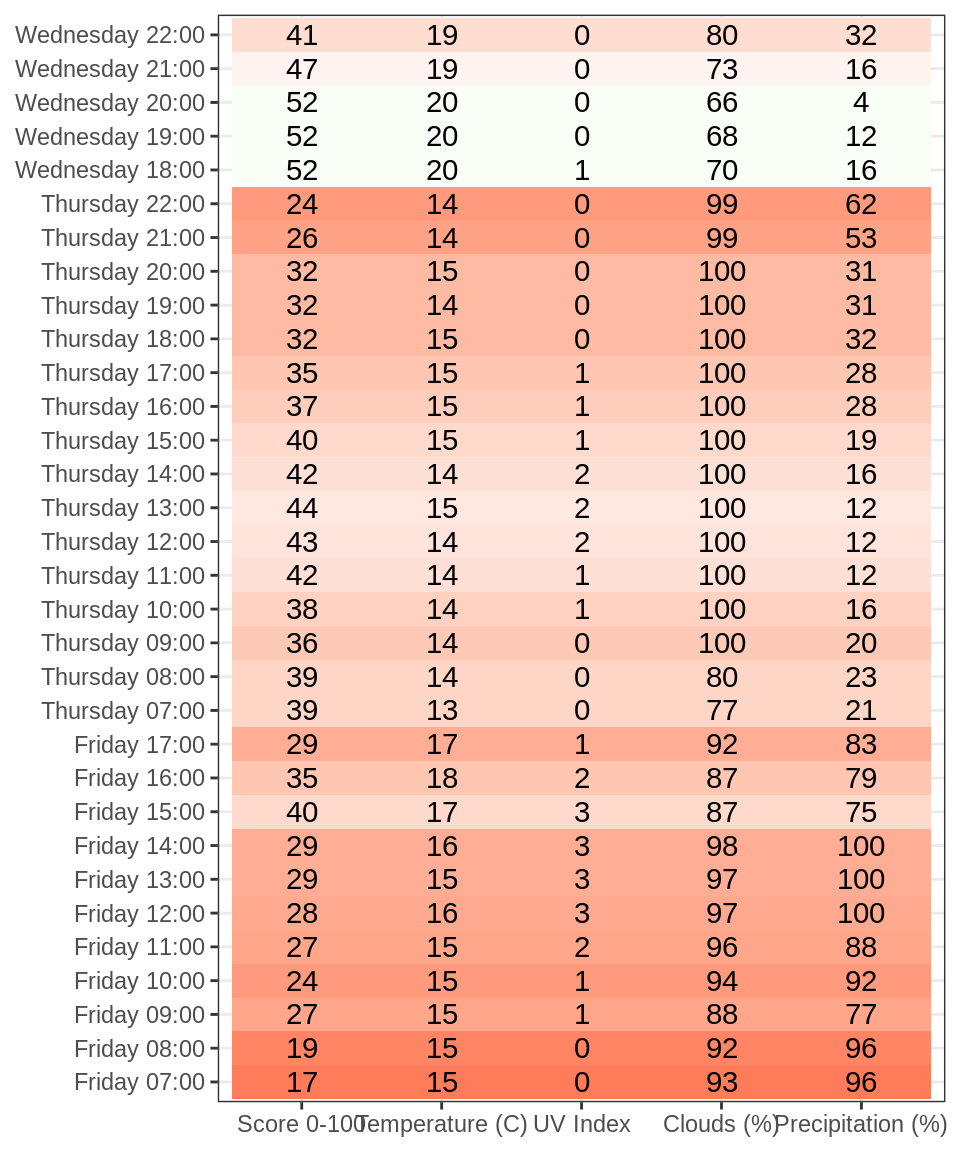 Wednesday 22:00 41 19 0 80 32
Wednesday 21:00 47 19 0 73 16
Wednesday 20:00 52 20 0 66 4
Wednesday 19:00 52 20 0 68 12
Wednesday 18:00 52 20 1 70 16
Thursday 22:00 24 14 0 99 62
Thursday 21:00 26 14 0 99 53
Thursday 20:00 32 15 0 100 31
Thursday 19:00 32 14 0 100 31
Thursday 18:00 32 15 0 100 32
Thursday 17:00 35 15 1 100 28
Thursday 16:00 37 15 1 100 28
Thursday 15:00 40 15 1 100 19
Thursday 14:00 42 14 2 100 16
Thursday 13:00 44 15 2 100 12
Thursday 12:00 43 14 2 100 12
Thursday 11:00 42 14 1 100 12
Thursday 10:00 38 14 1 100 16
Thursday 09:00 36 14 0 100 20
Thursday 08:00 39 14 0 80 23
Thursday 07:00 39 13 0 77 21
Friday 17:00 29 17 1 92 83
Friday 16:00 35 18 2 87 79
Friday 15:00 40 17 3 87 75
Friday 14:00 29 16 3 98 100
Friday 13:00 29 15 3 97 100
Friday 12:00 28 16 3 97 100
Friday 11:00 27 15 2 96 88
Friday 10:00 24 15 1 94 92
Friday 09:00 27 15 1 88 77
Friday 08:00 19 15 0 92 96
Friday 07:00 17 15 0 93 96
Score 0-100 Temperature (C) UV Index Clouds (%) Precipitation (%)